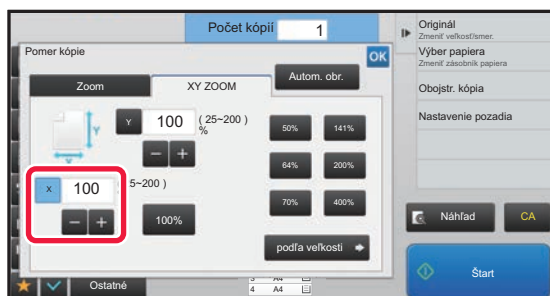 Počet kópií 1
Pomer kópie
OK
Zoom
XY ZOOM
Autom. obr.
Y
Y 100 ( 25~200 )
%
− +
X 100 5~200 )
− +
100%
50% 141%
64% 200%
70% 400%
podľa veľkosti
Originál
Zmeniť veľkosť/smer.
Výber papiera
Zmeniť zásobník papiera
Obojstr. kópia
Nastavenie pozadia
Náhľad
CA
Štart
Ostatné
3 A4
4 A4